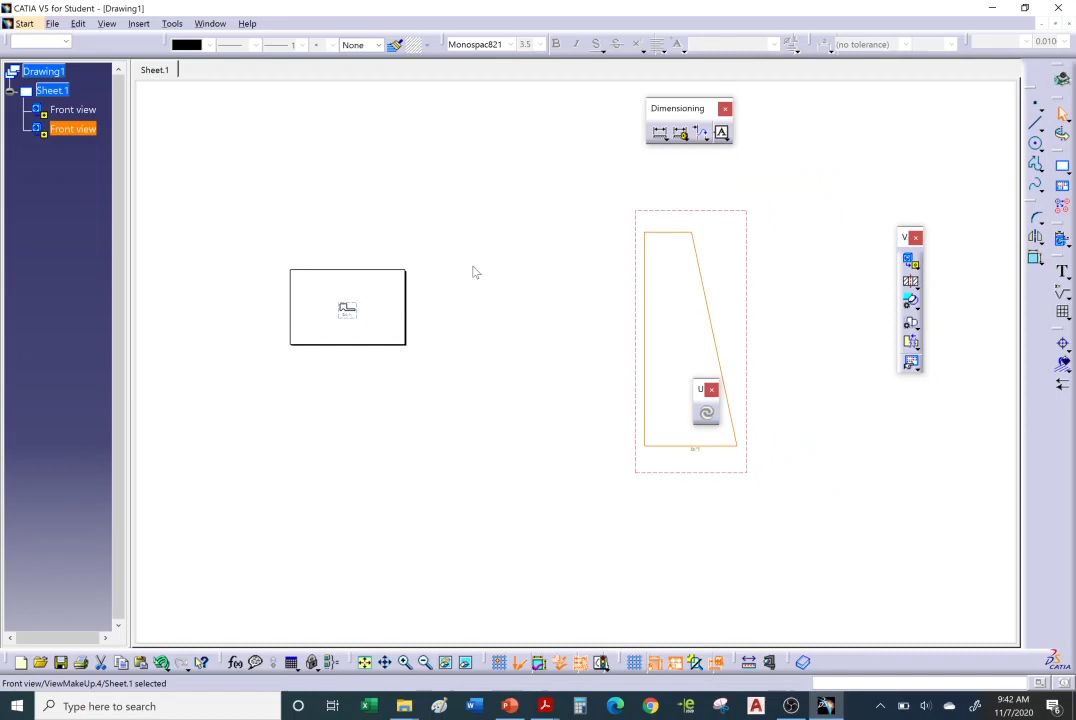 CATIA V5 for Student - [Drawing1]
Start File Edit View Insert Tools Window Help
1 None Monospac821 3.5 B I S (no tolerance) 0.010
Drawing1
Sheet.1
Front view
Front view
Sheet.1
Dimensioning
V
U
f(x)
CATIA
Front view/ViewMakeUp.4/Sheet.1 selected
Type here to search
9:42 AM
11/7/2020
6